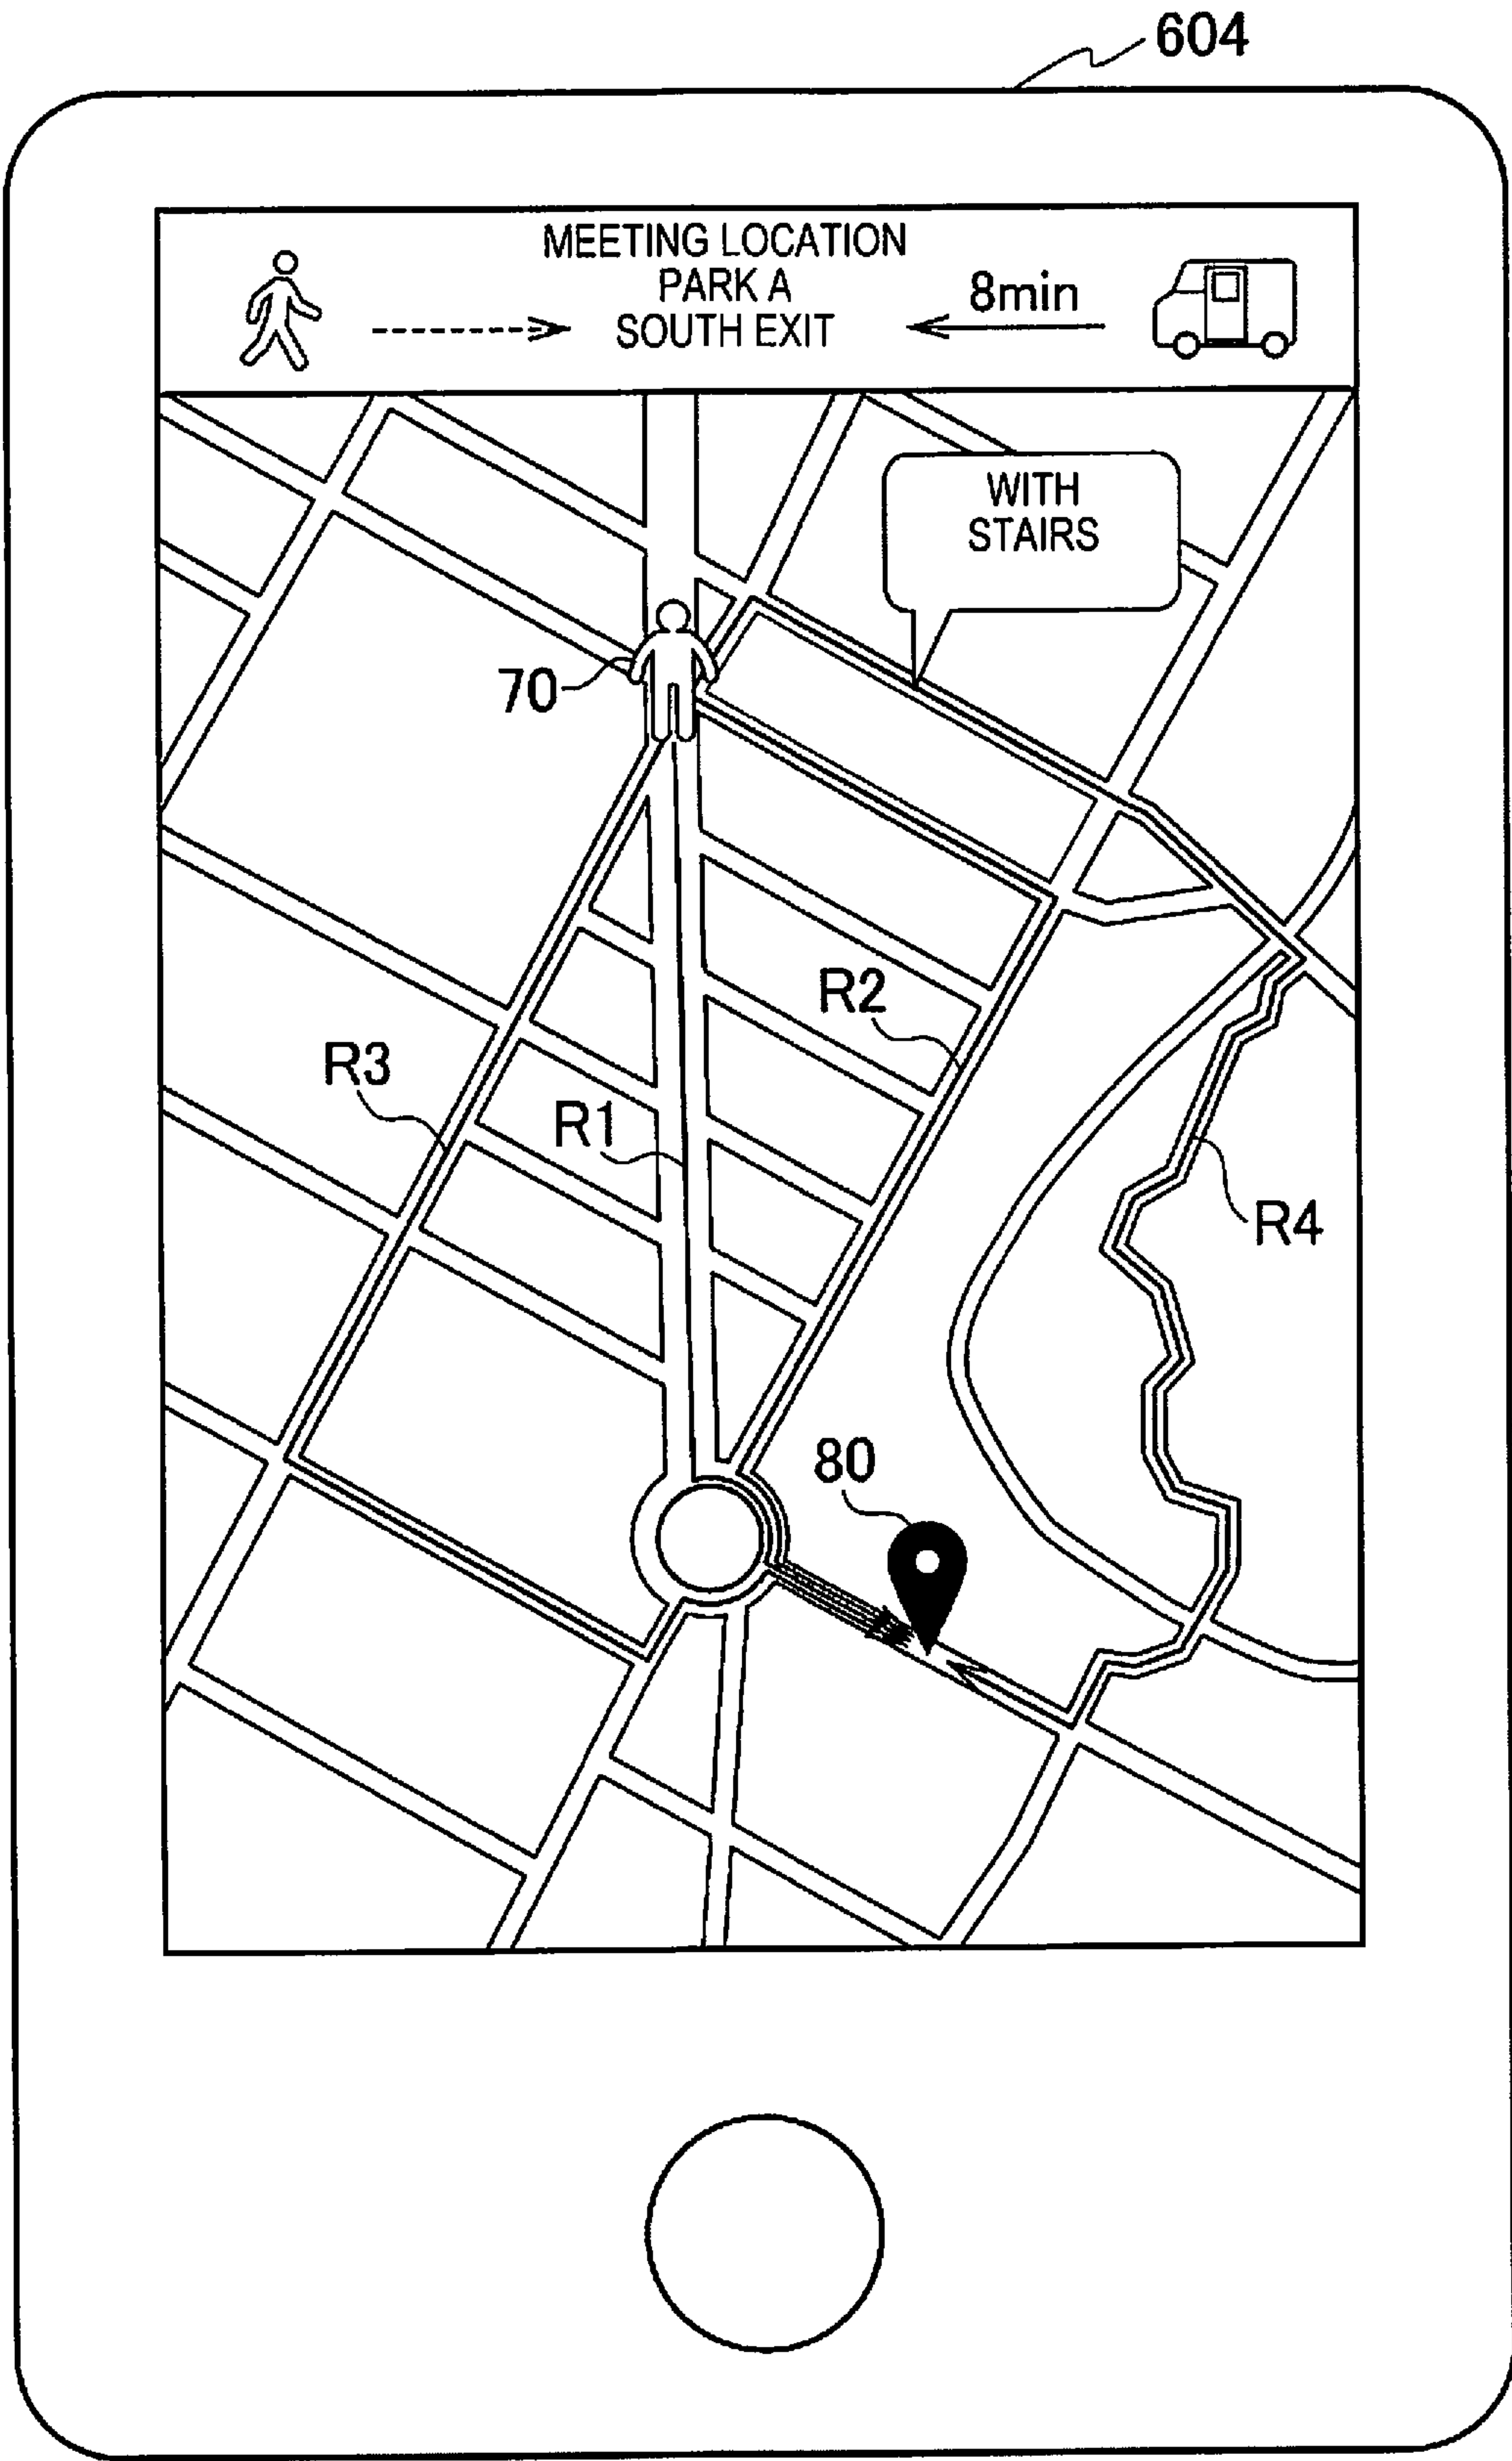 604
MEETING LOCATION
PARK A
SOUTH EXIT
8min
WITH
STAIRS
70
R2
R3
R1
R4
80